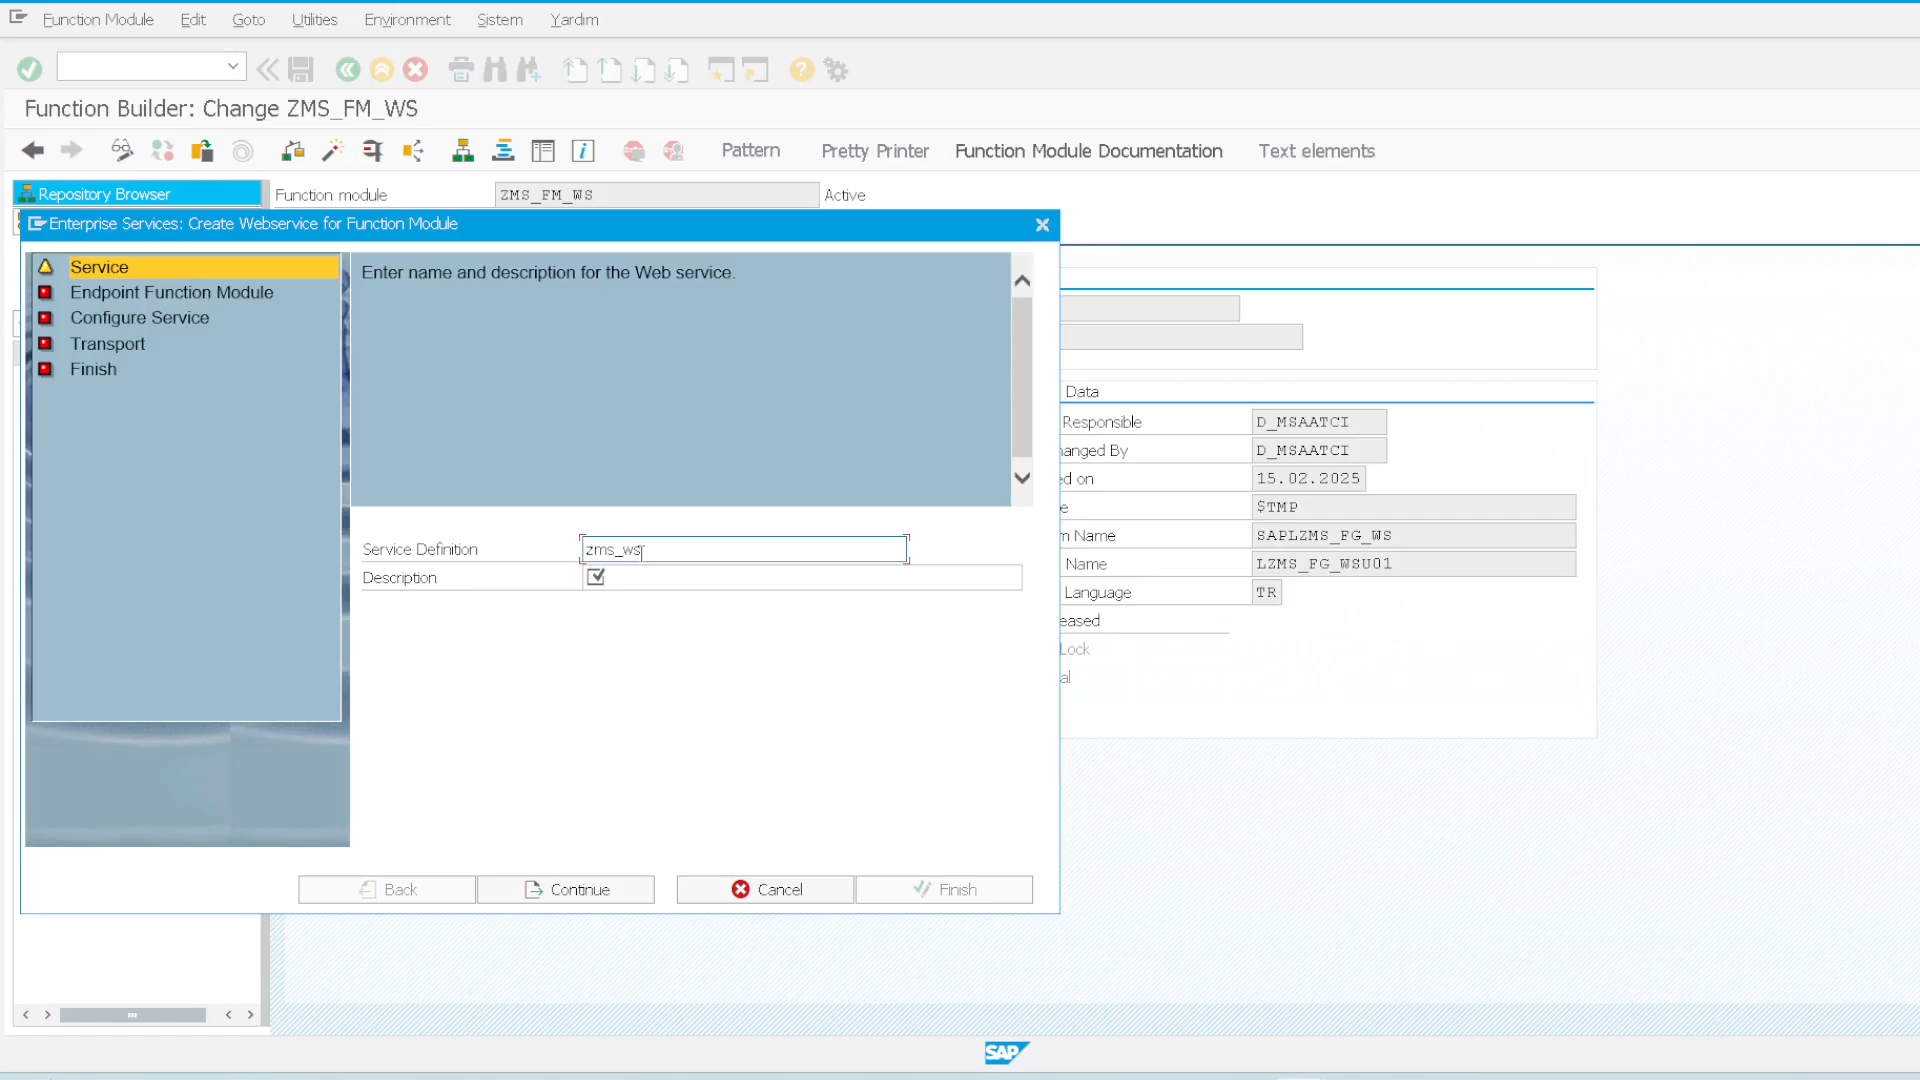 Function Module Edit Goto Utilities Environment Sistem Yardım
Function Builder: Change ZMS_FM_WS
Pattern Pretty Printer Function Module Documentation Text elements
Repository Browser
Function module ZMS_FM_WS Active
Enterprise Services: Create Webservice for Function Module
Service
Endpoint Function Module
Configure Service
Transport
Finish
Enter name and description for the Web service.
Service Definition zms_ws
Description
Back Continue Cancel Finish
Data
Responsible D_MSAATCI
anged By D_MSAATCI
ed on 15.02.2025
e $TMP
m Name SAPLZMS_FG_WS
Name LZMS_FG_WSU01
Language TR
eased
Lock
al
SAP